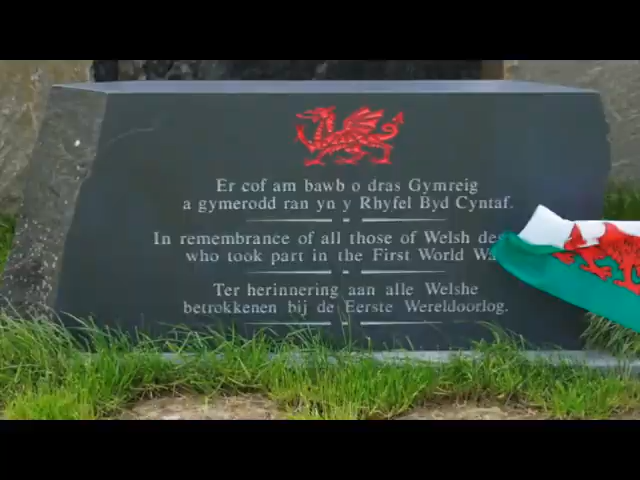 Er cof am bawb o dras Gymreig
a gymerodd ran yn y Rhyfel Byd Cyntaf.
In remembrance of all those of Welsh
who took part in the First World
Ter herinnering aan alle Welshe
betrokkenen bij de Eerste Wereldoorlog.